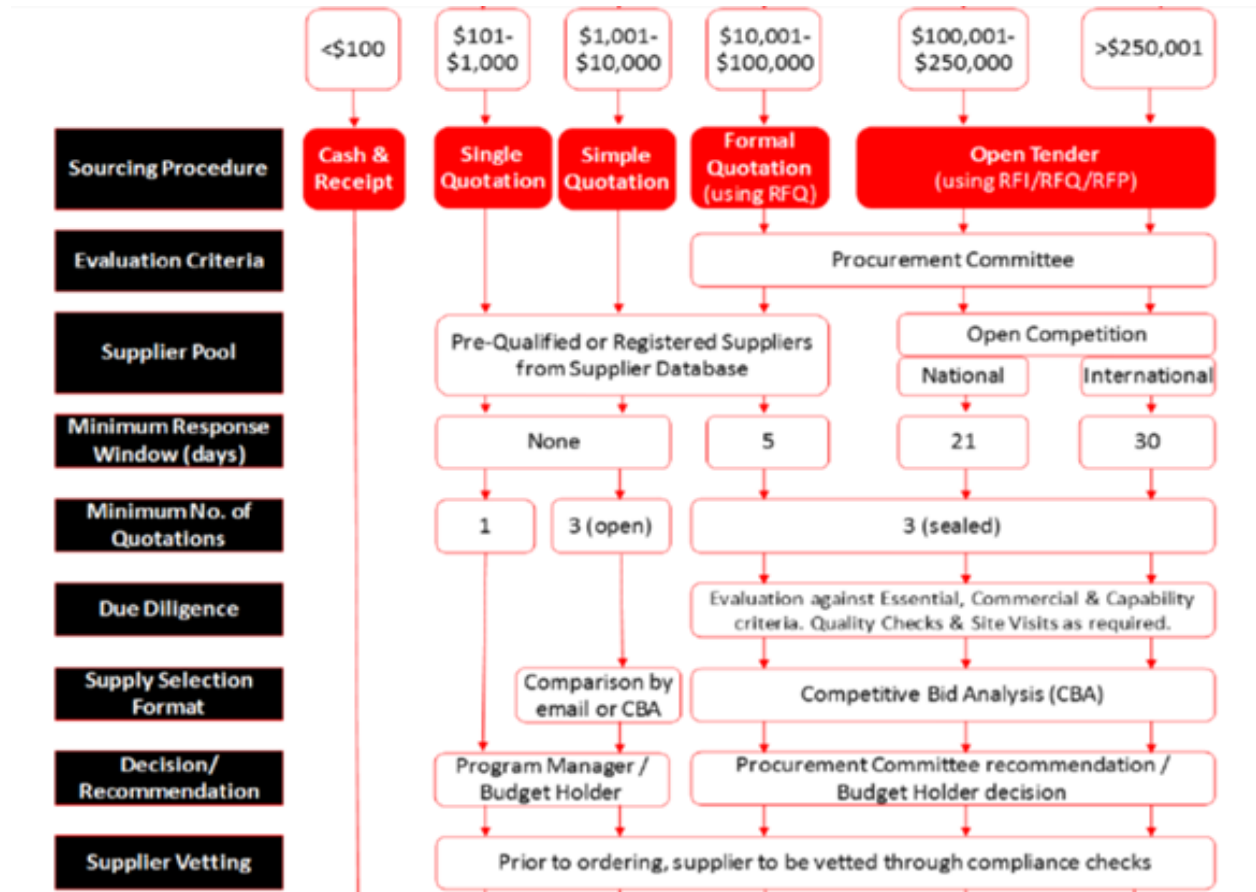 <$100
$101-
$1,000
$1,001-
$10,000
$10,001-
$100,000
$100,001-
$250,000
>$250,001
Sourcing Procedure
Cash &
Receipt
Single
Quotation
Simple
Quotation
Formal
Quotation
(using RFQ)
Open Tender
(using RFI/RFQ/RFP)
Evaluation Criteria
Procurement Committee
Supplier Pool
Pre-Qualified or Registered Suppliers
from Supplier Database
Open Competition
National
International
Minimum Response
Window (days)
None
5
21
30
Minimum No. of
Quotations
1
3 (open)
3 (sealed)
Due Diligence
Evaluation against Essential, Commercial & Capability
criteria. Quality Checks & Site Visits as required.
Supply Selection
Format
Comparison by
email or CBA
Competitive Bid Analysis (CBA)
Decision/
Recommendation
Program Manager /
Budget Holder
Procurement Committee recommendation /
Budget Holder decision
Supplier Vetting
Prior to ordering, supplier to be vetted through compliance checks